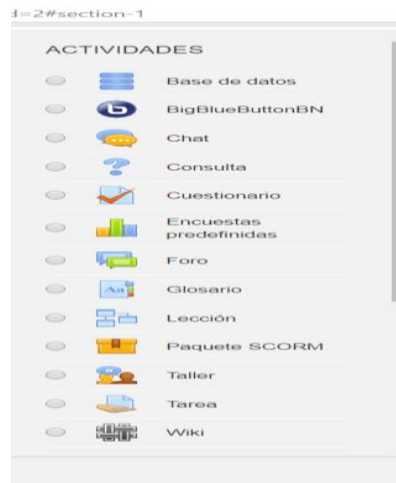 d=2#section-1
ACTIVIDADES
Base de datos
BigBlueButtonBN
Chat
Consulta
Cuestionario
Encuestas
predefinidas
Foro
Glosario
Lección
Paquete SCORM
Taller
Tarea
Wiki